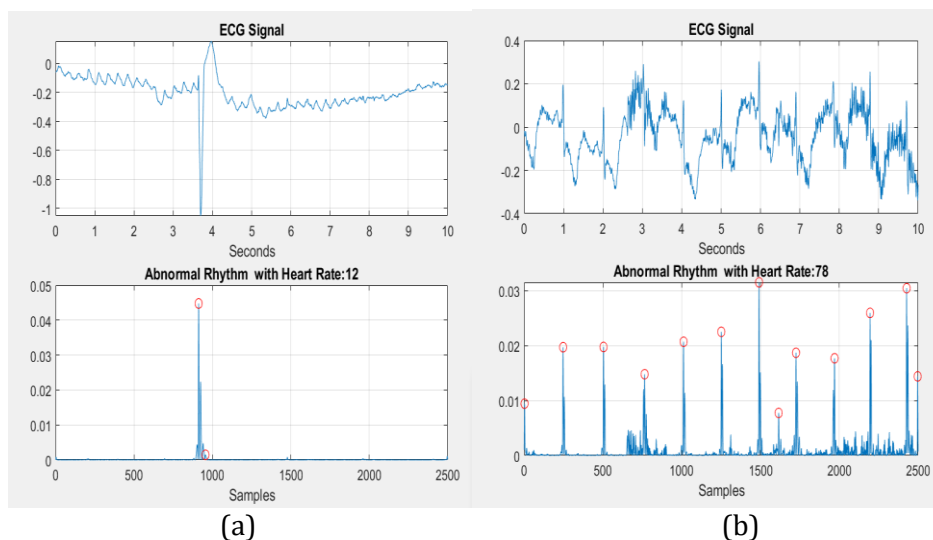 ECG Signal
0
-0.2
-0.4
-0.6
-0.8
-1
0 1 2 3 4 5 6 7 8 9 10
Seconds
Abnormal Rhythm with Heart Rate:12
0.05
0.04
0.03
0.02
0.01
0
0 500 1000 1500 2000 2500
Samples
(a)
ECG Signal
0.4
0.2
0
-0.2
-0.4
0 1 2 3 4 5 6 7 8 9 10
Seconds
Abnormal Rhythm with Heart Rate:78
0.03
0.02
0.01
0
0 500 1000 1500 2000 2500
Samples
(b)